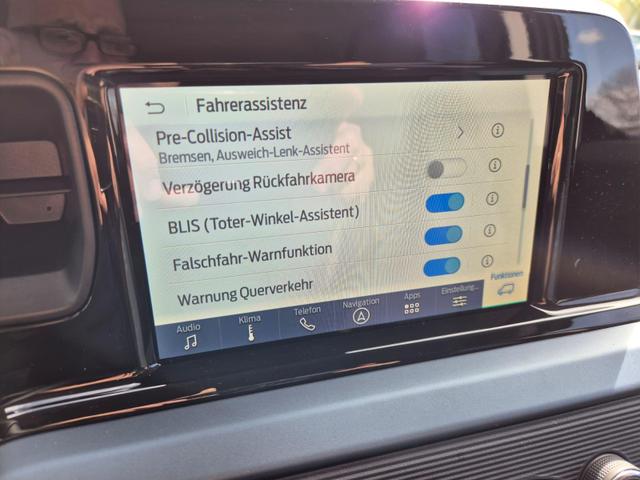 Fahrerassistenz
Pre-Collision-Assist
Bremsen, Ausweich-Lenk-Assistent
Verzögerung Rückfahrkamera
BLIS (Toter-Winkel-Assistent)
Falschfahr-Warnfunktion
Warnung Querverkehr
Audio
Klima
Telefon
Navigation
Apps
Einstellung...
Funktionen